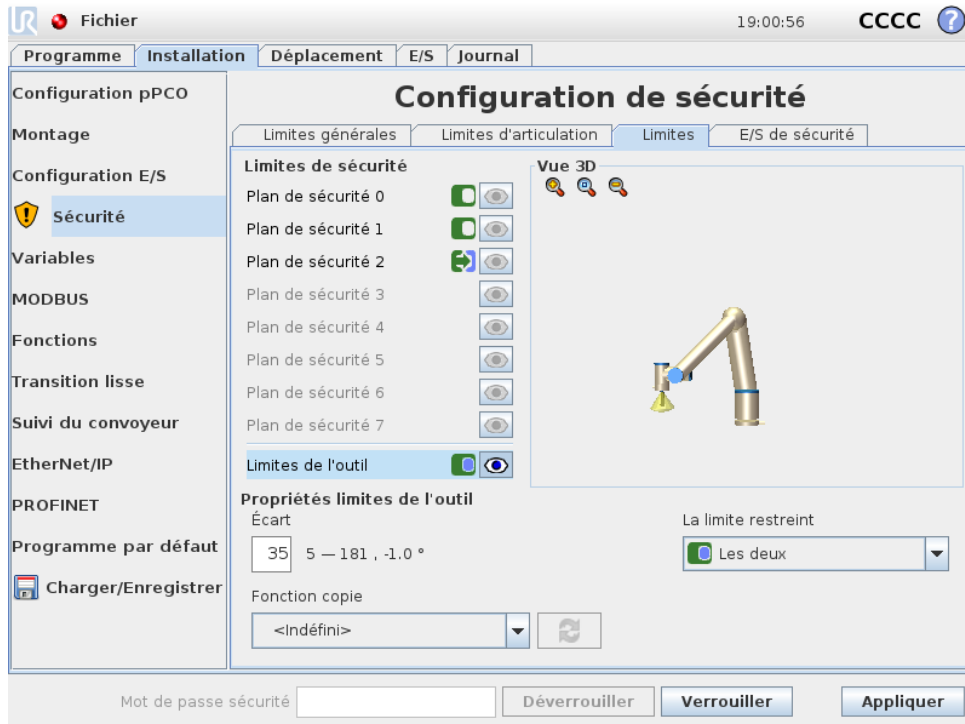 UR Fichier 19:00:56 CCCC ?
Programme Installation Déplacement E/S Journal
Configuration pPCO
Montage
Configuration E/S
Sécurité
Variables
MODBUS
Fonctions
Transition lisse
Suivi du convoyeur
EtherNet/IP
PROFINET
Programme par défaut
Charger/Enregistrer
Configuration de sécurité
Limites générales Limites d'articulation Limites E/S de sécurité
Limites de sécurité
Plan de sécurité 0
Plan de sécurité 1
Plan de sécurité 2
Plan de sécurité 3
Plan de sécurité 4
Plan de sécurité 5
Plan de sécurité 6
Plan de sécurité 7
Limites de l'outil
Vue 3D
Propriétés limites de l'outil
Écart
35 5 — 181 , -1.0 °
La limite restreint
Les deux
Fonction copie
<Indéfini>
Mot de passe sécurité Déverrouiller Verrouiller Appliquer